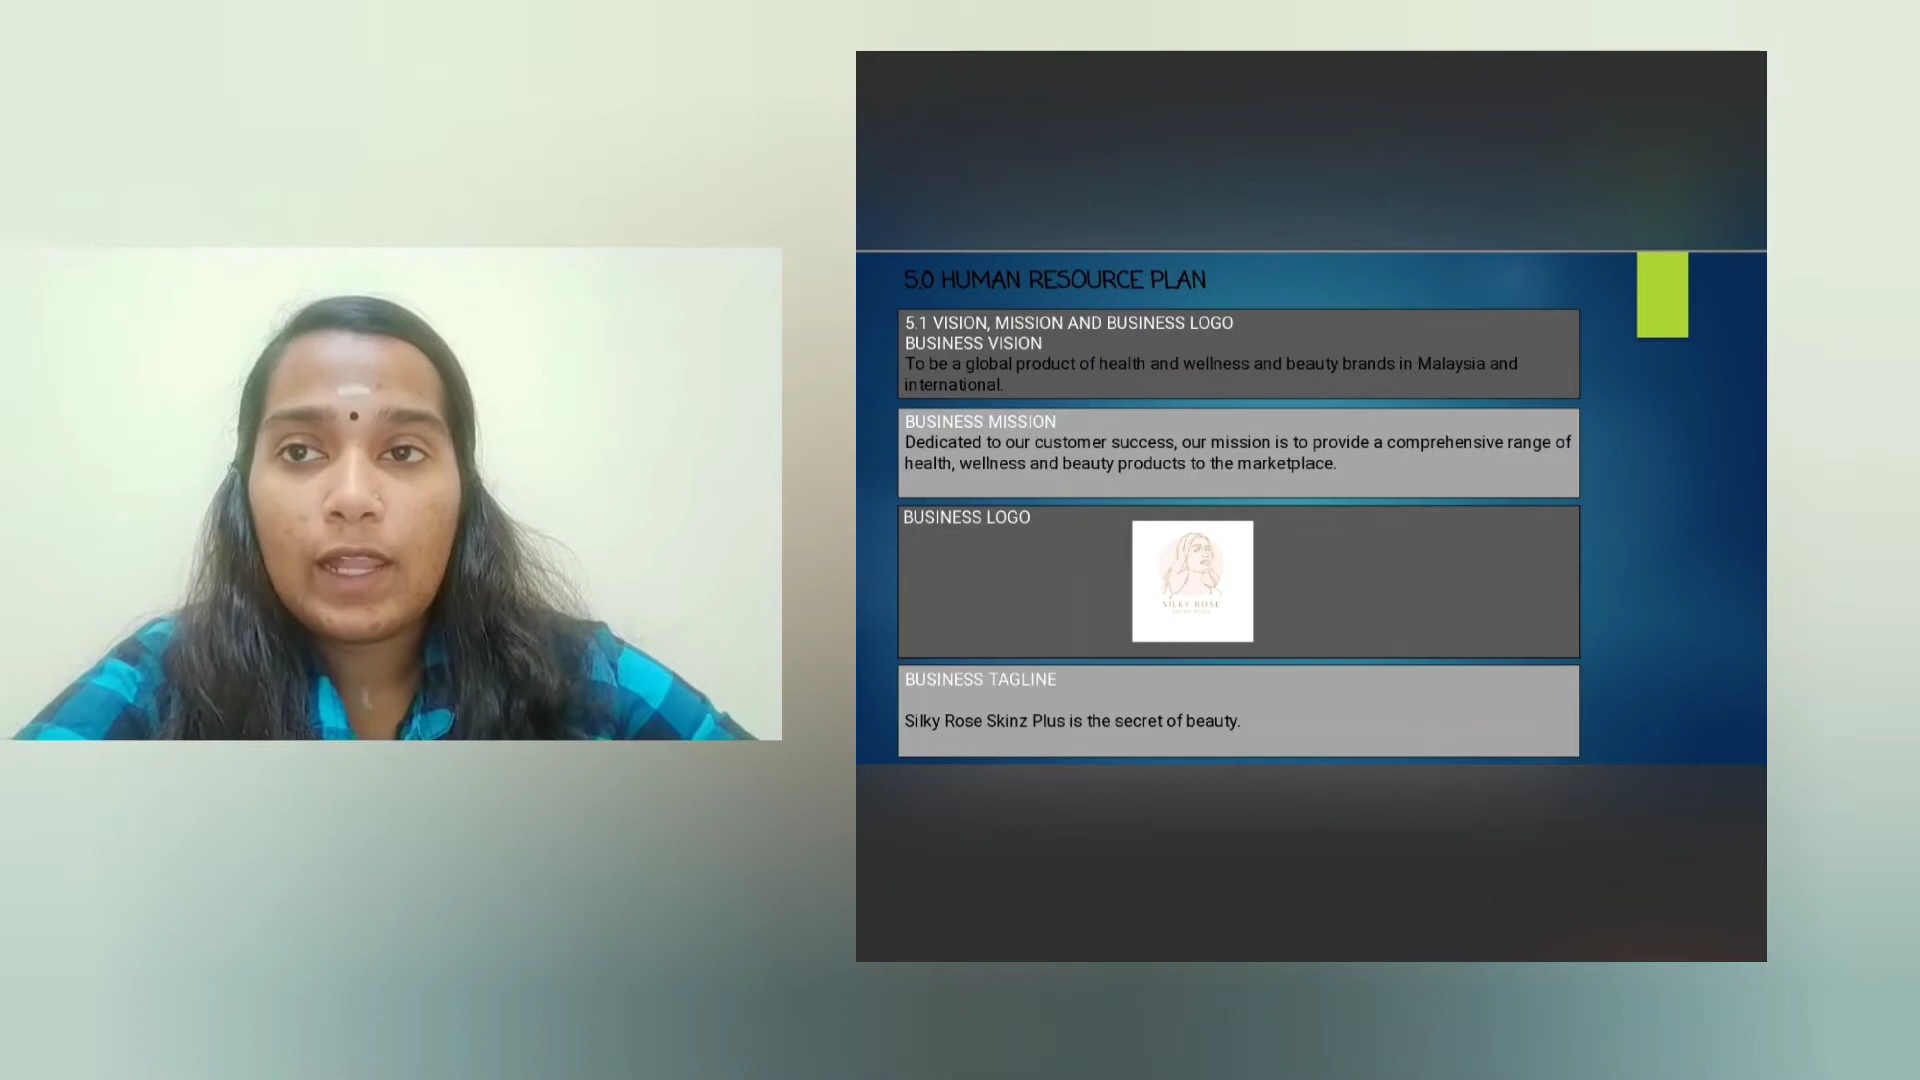 5.0 HUMAN RESOURCE PLAN
5.1 VISION, MISSION AND BUSINESS LOGO
BUSINESS VISION
To be a global product of health and wellness and beauty brands in Malaysia and
international.
BUSINESS MISSION
Dedicated to our customer success, our mission is to provide a comprehensive range of
health, wellness and beauty products to the marketplace.
BUSINESS LOGO
SILKY ROSE
BUSINESS TAGLINE
Silky Rose Skinz Plus is the secret of beauty.